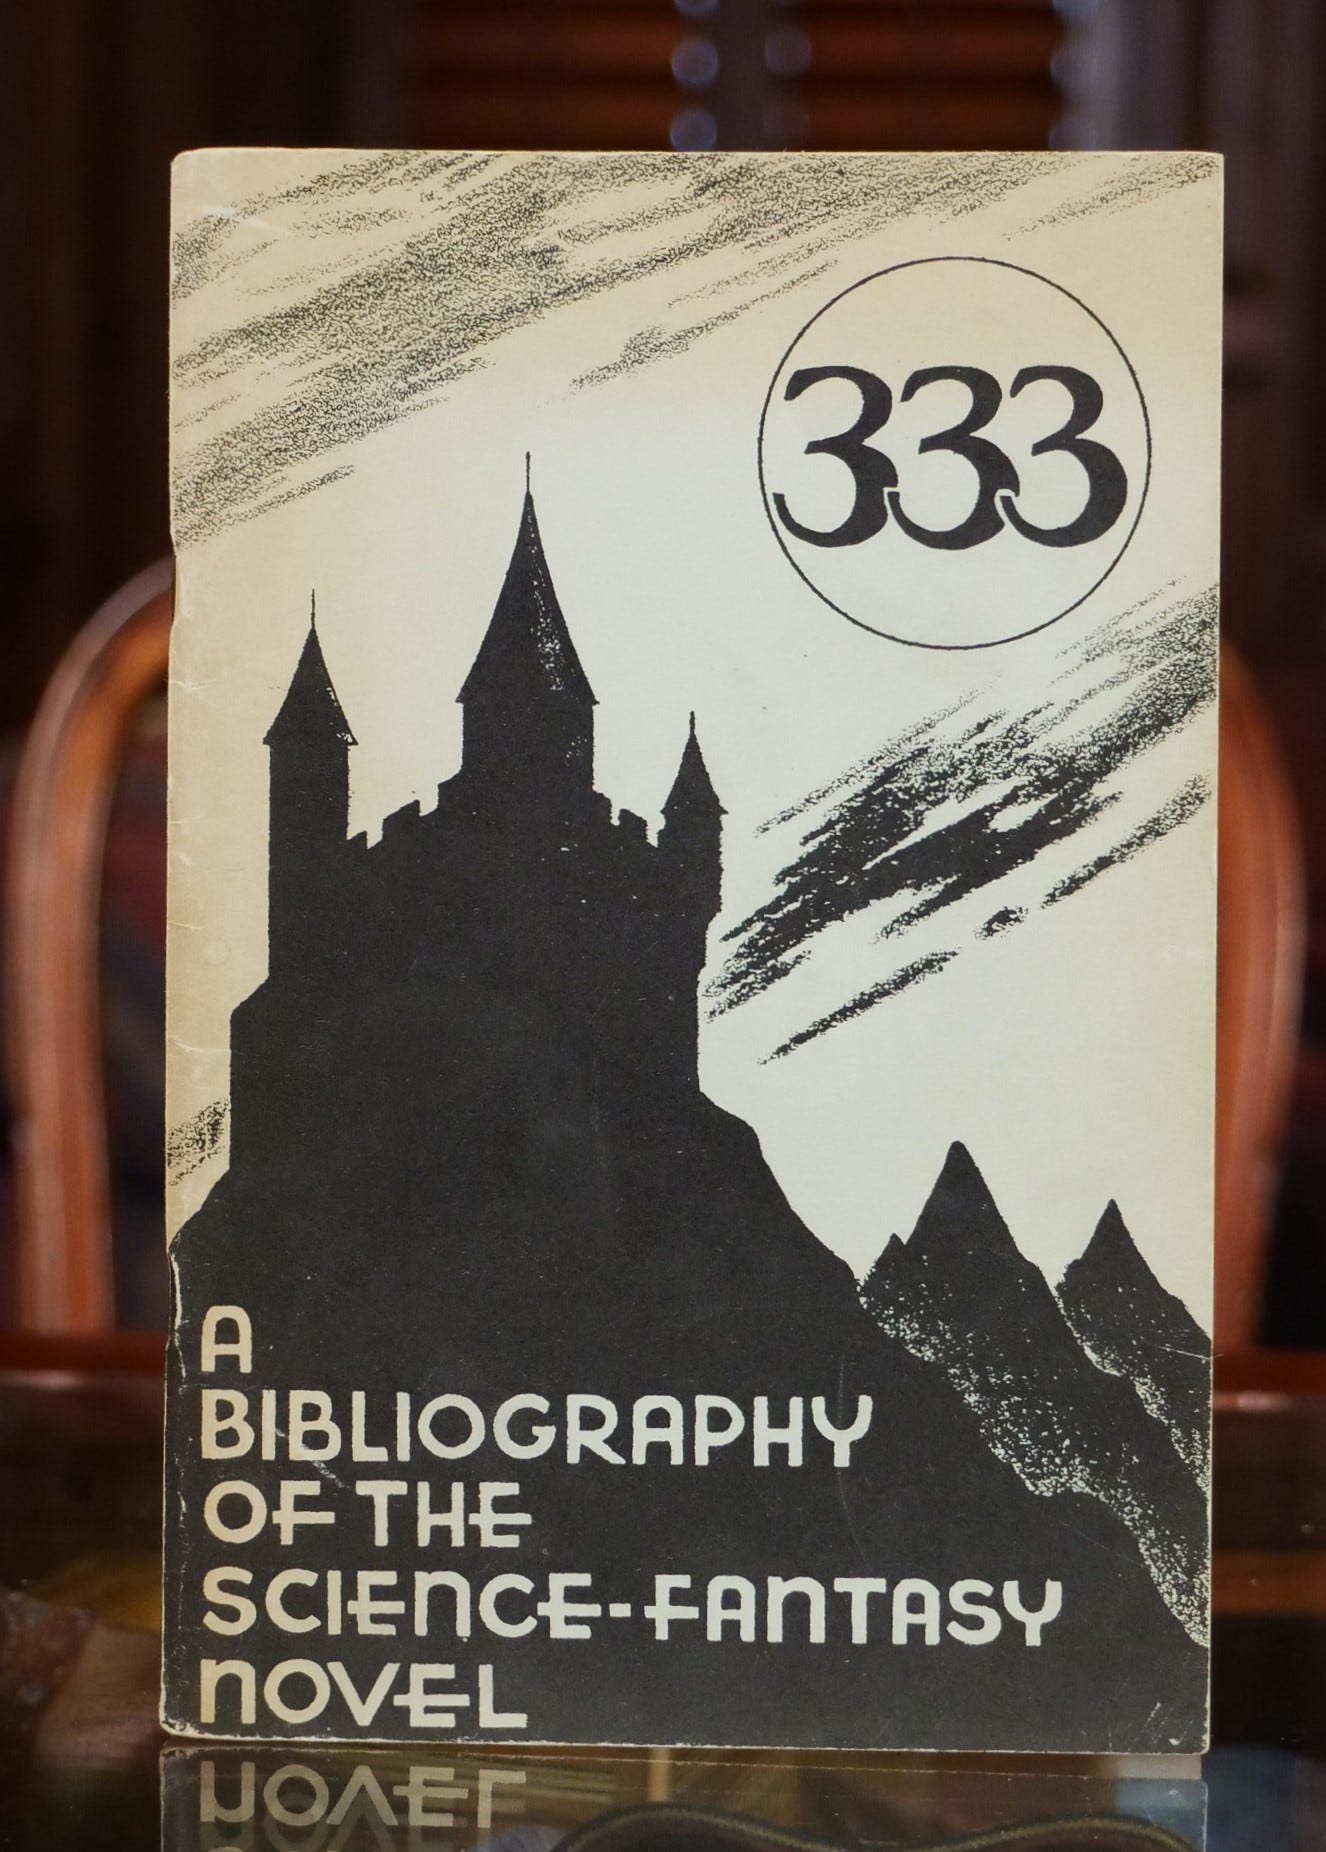 333
A
BIBLIOGRAPHY
OF THE
SCIENCE-FANTASY
NOVEL